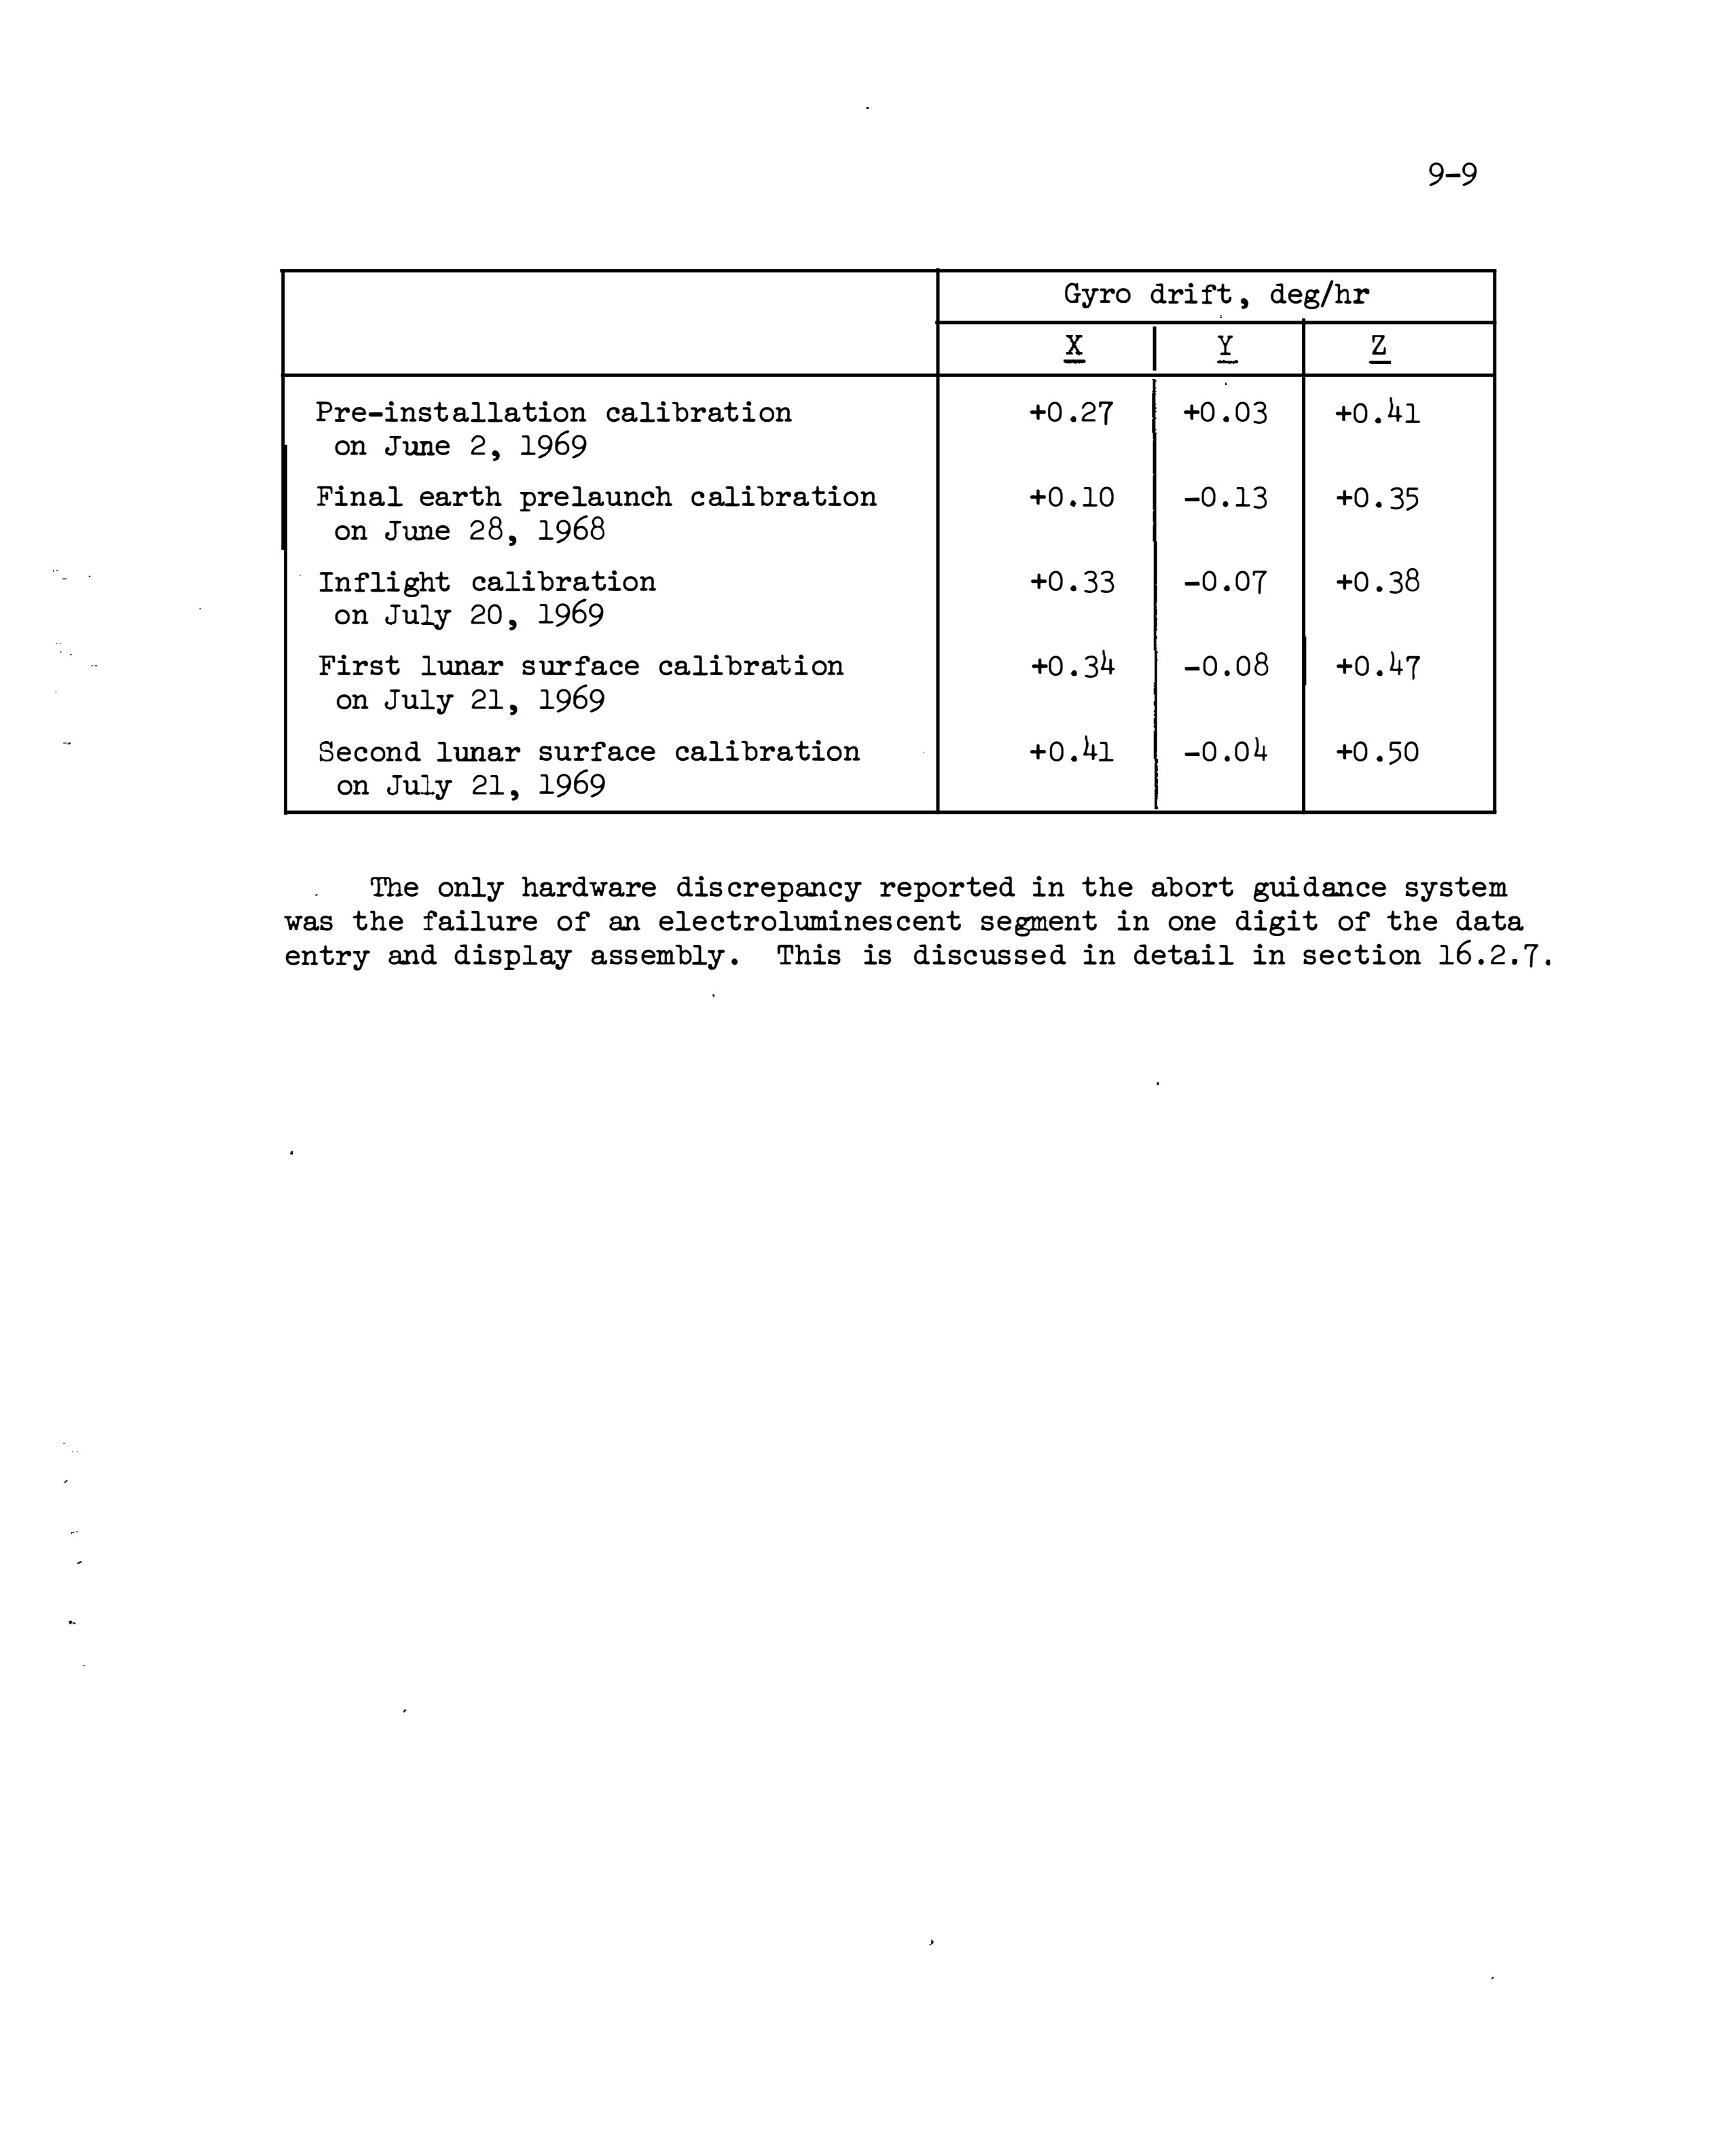 9-9
Gyro drift, deg/hr
X Y Z
Pre-installation calibration +0.27 +0.03 +0.41
on June 2, 1969
Final earth prelaunch calibration +0.10 -0.13 +0.35
on June 28, 1968
Inflight calibration +0.33 -0.07 +0.38
on July 20, 1969
First lunar surface calibration +0.34 -0.08 +0.47
on July 21, 1969
Second lunar surface calibration +0.41 -0.04 +0.50
on July 21, 1969
The only hardware discrepancy reported in the abort guidance system
was the failure of an electroluminescent segment in one digit of the data
entry and display assembly. This is discussed in detail in section 16.2.7.